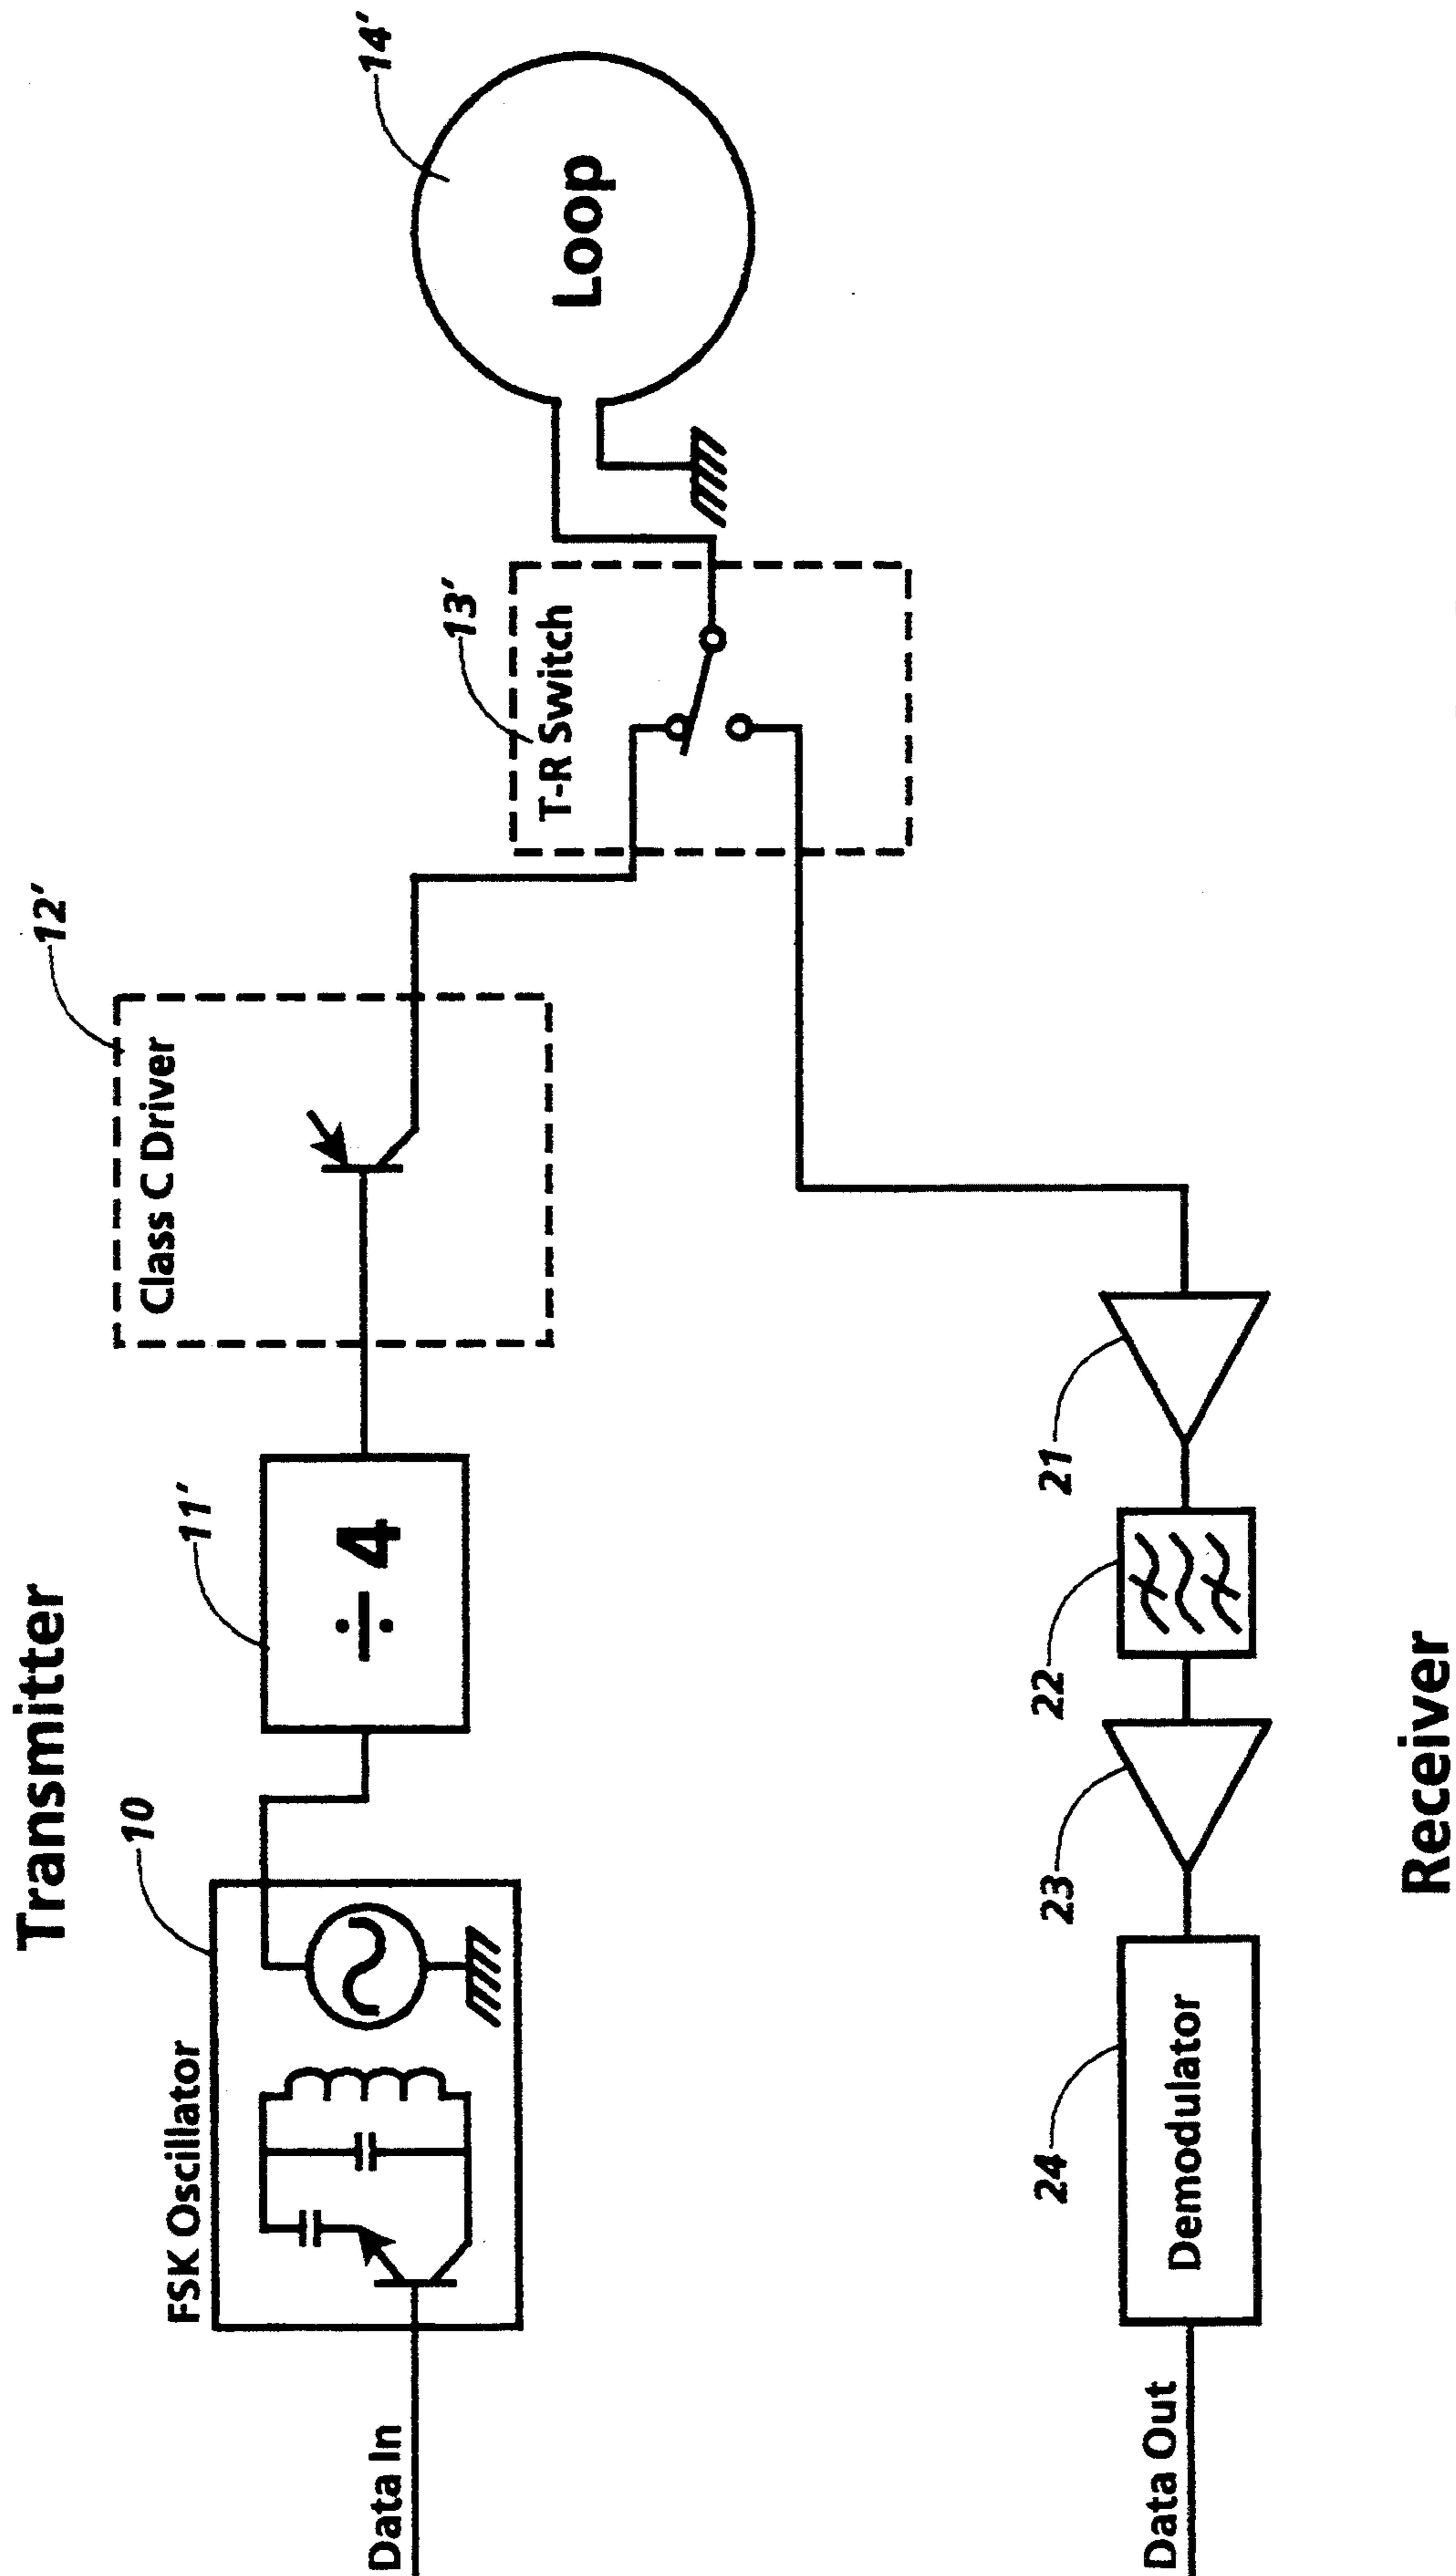 Transmitter
FSK Oscillator
10
Data In
11'
÷ 4
12'
Class C Driver
13'
T-R Switch
14'
Loop
21
22
23
24
Demodulator
Data Out
Receiver